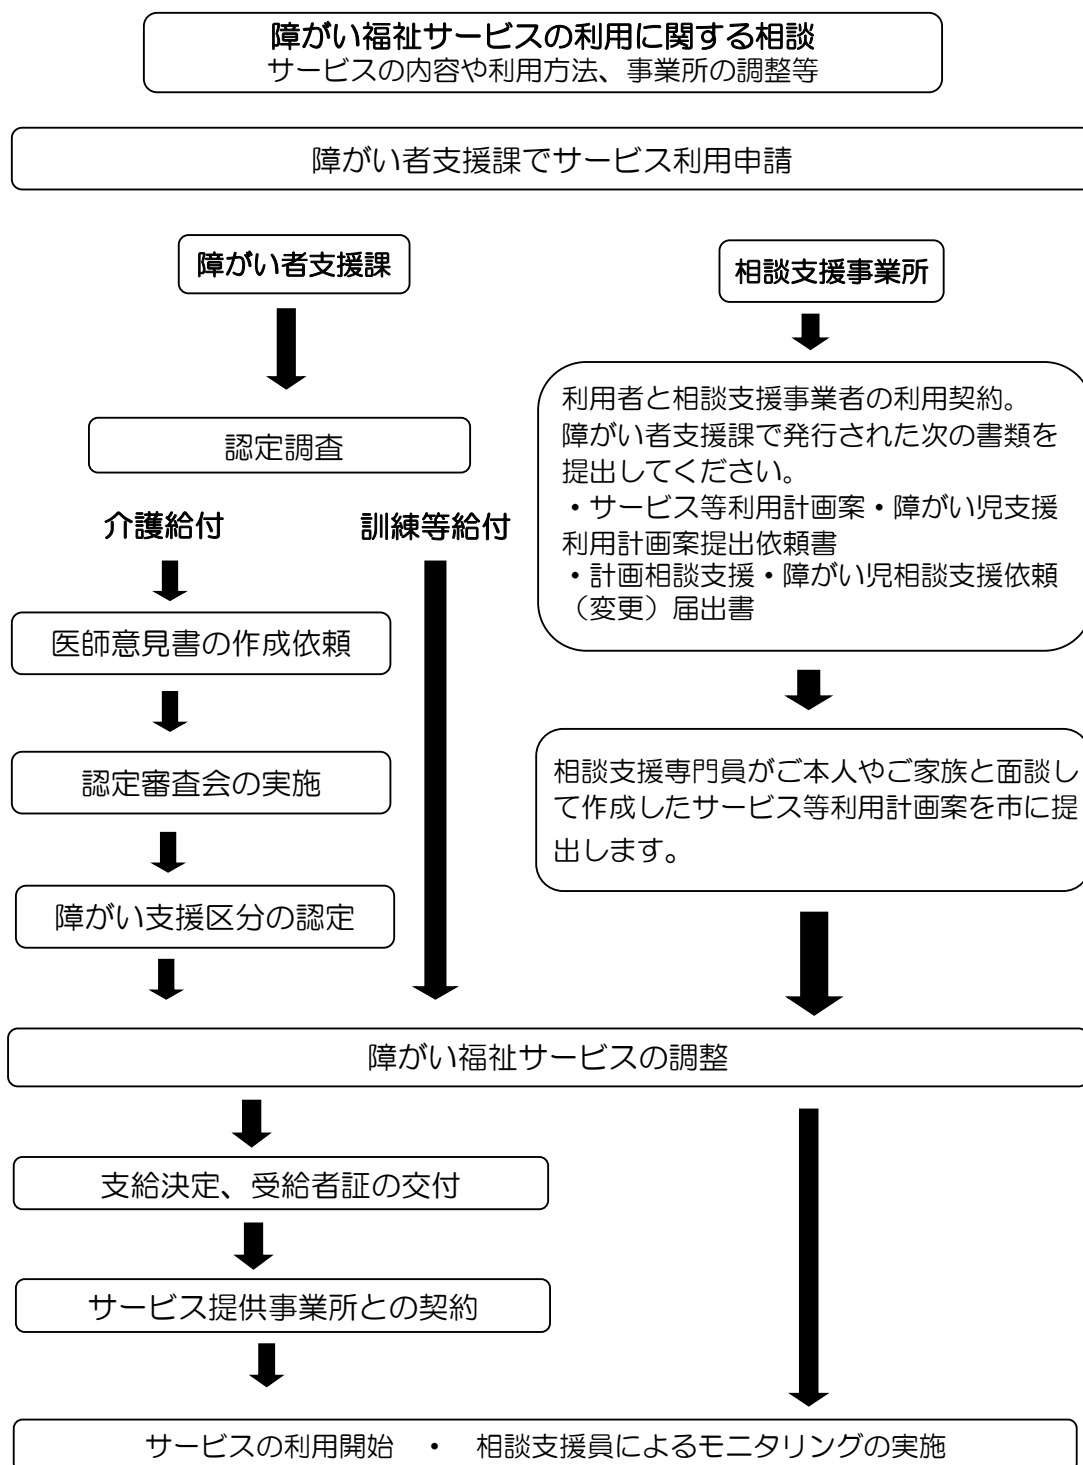 障がい福祉サービスの利用に関する相談
サービスの内容や利用方法、事業所の調整等
障がい者支援課でサービス利用申請
障がい者支援課
相談支援事業所
認定調査
介護給付
訓練等給付
医師意見書の作成依頼
認定審査会の実施
障がい支援区分の認定
利用者と相談支援事業者の利用契約。
障がい者支援課で発行された次の書類を
提出してください。
・サービス等利用計画案・障がい児支援
利用計画案提出依頼書
・計画相談支援・障がい児相談支援依頼
（変更）届出書
相談支援専門員がご本人やご家族と面談し
て作成したサービス等利用計画案を市に提
出します。
障がい福祉サービスの調整
支給決定、受給者証の交付
サービス提供事業所との契約
サービスの利用開始　・　相談支援員によるモニタリングの実施